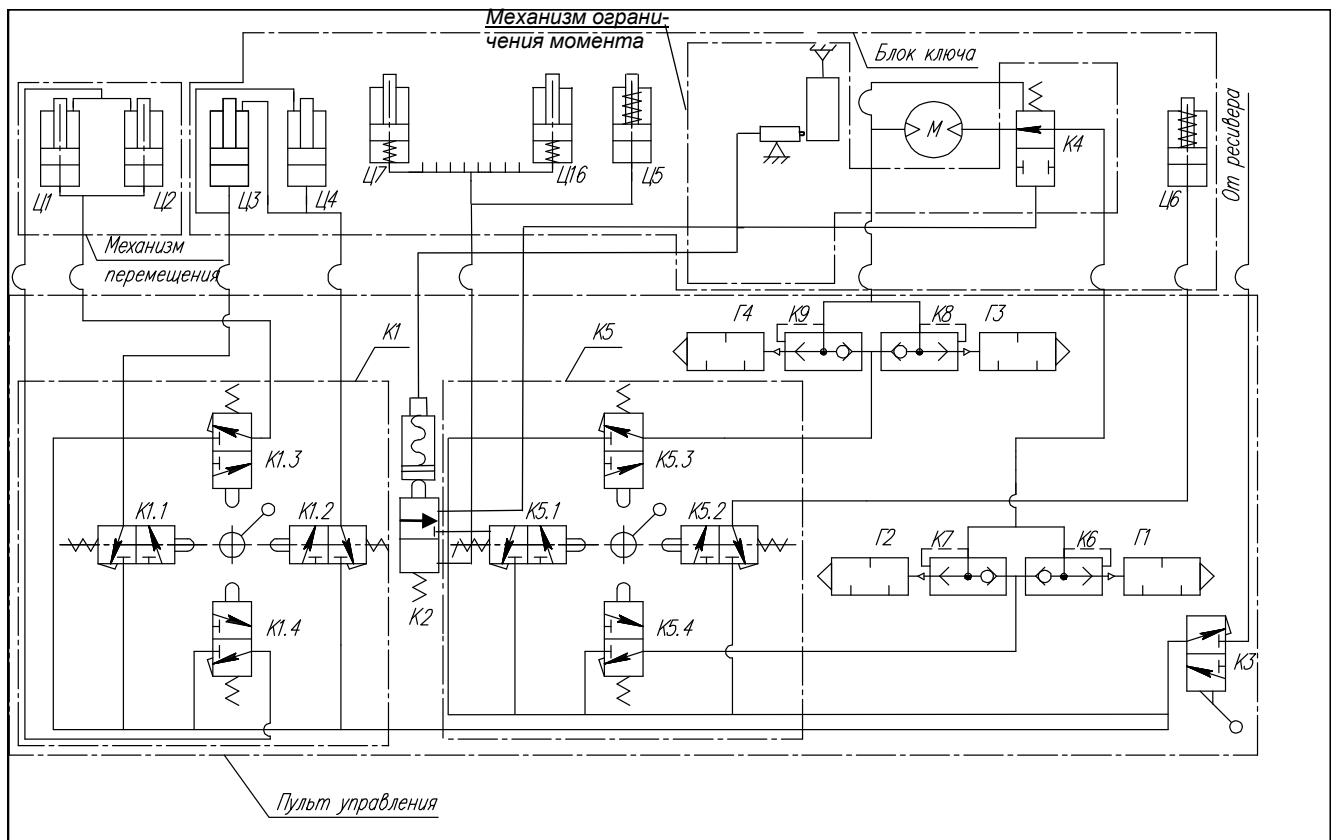 Механизм ограни-
чения момента
Блок ключа
От ресивера
М
К4
Ц1
Ц2
Ц3
Ц4
Ц7
Ц16
Ц5
Ц6
Механизм
перемещения
Г4
К9
К8
Г3
К1
К5
К1.3
К5.3
К1.1
К1.2
К5.1
К5.2
Г2
К7
К6
Г1
К2
К1.4
К5.4
К3
Пульт управления